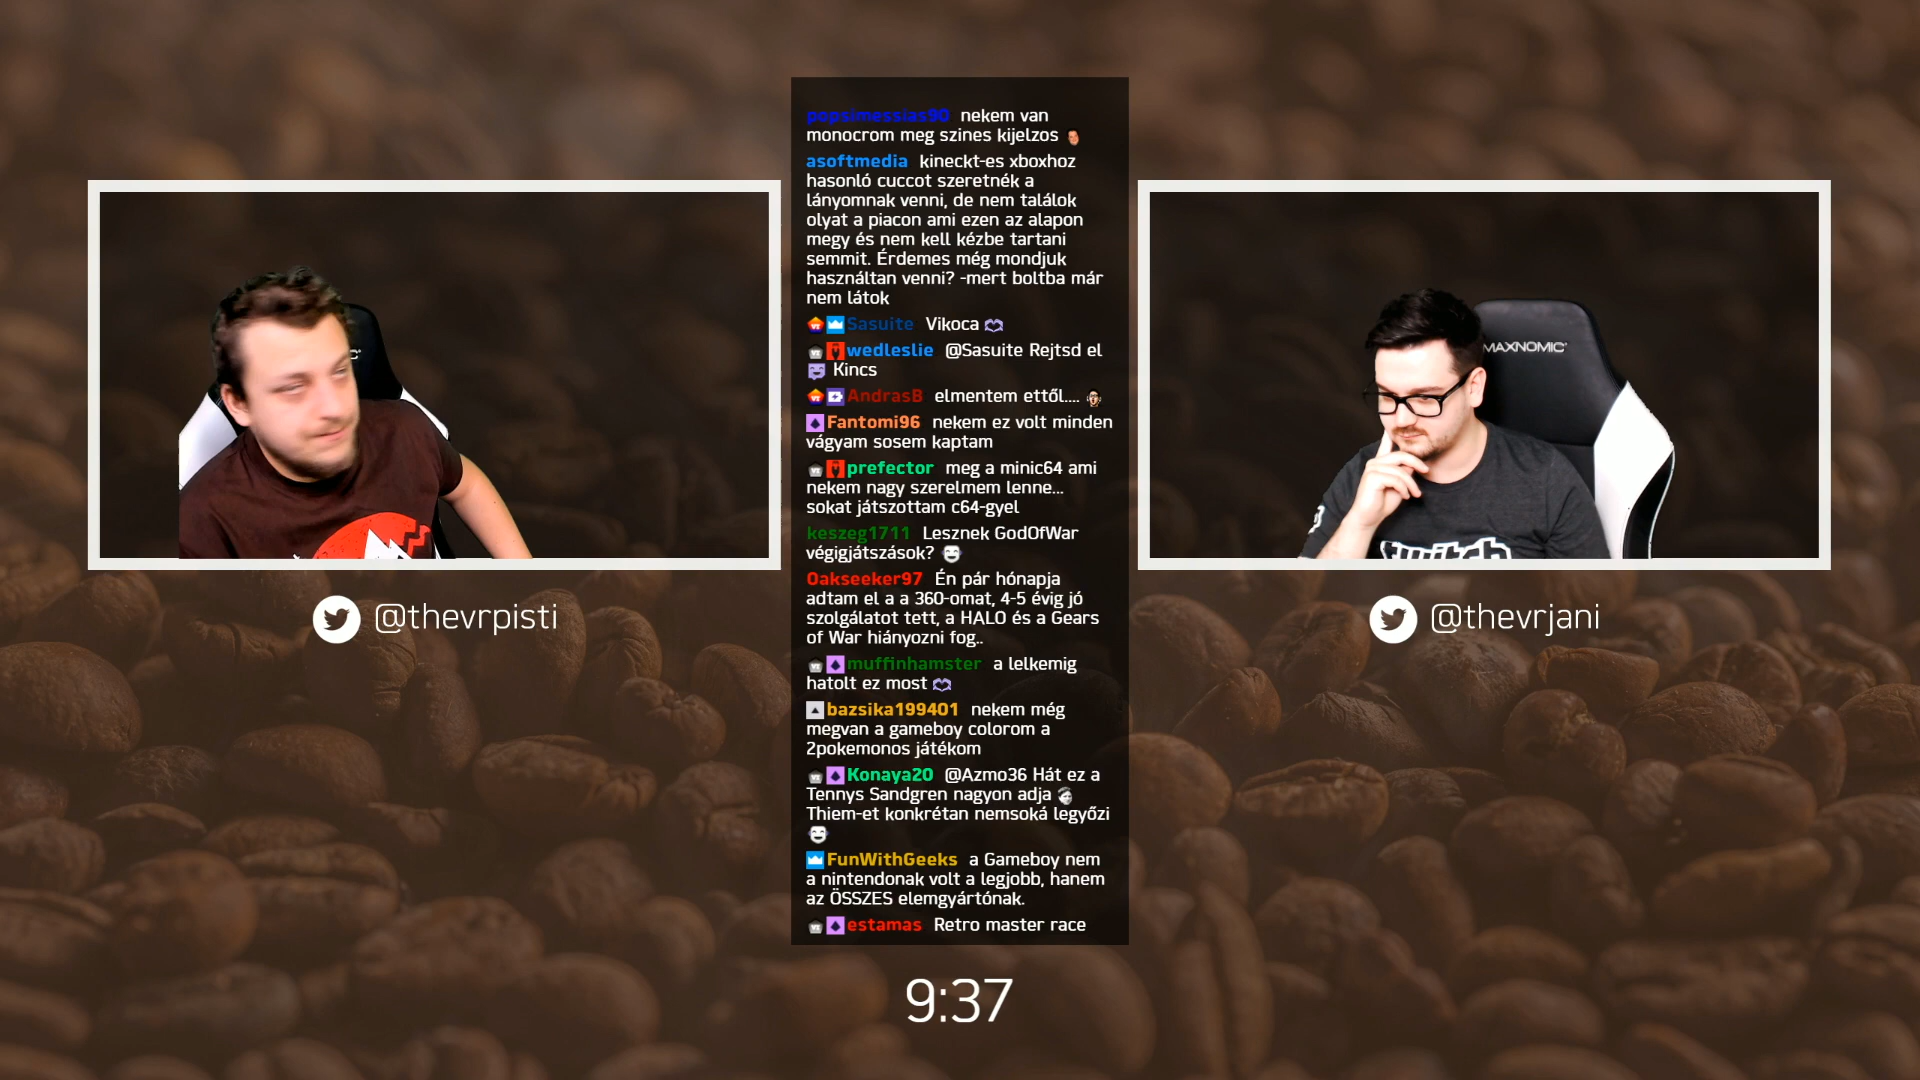 popsimessias90 nekem van
monocrom meg szines kijelzos
asoftmedia kineckt-es xboxhoz
hasonló cuccot szeretnék a
lányomnak venni, de nem találok
olyat a piacon ami ezen az alapon
megy és nem kell kézbe tartani
semmit. Érdemes még mondjuk
használtan venni? -mert boltba már
nem látok
Sasuite Vikoca
wedleslie @Sasuite Rejtsd el
Kincs
AndrasB elmentem ettől....
Fantomi96 nekem ez volt minden
vágyam sosem kaptam
prefector meg a minic64 ami
nekem nagy szerelmem lenne...
sokat játszottam c64-gyel
keszeg1711 Lesznek GodOfWar
végigjátszások?
Oakseeker97 Én pár hónapja
adtam el a a 360-omat, 4-5 évig jó
szolgálatot tett, a HALO és a Gears
of War hiányozni fog..
muffinhamster a lelkemig
hatolt ez most
bazsika199401 nekem még
megvan a gameboy colorom a
2pokemonos játékom
Konaya20 @Azmo36 Hát ez a
Tennys Sandgren nagyon adja
Thiem-et konkrétan nemsoká legyőzi
FunWithGeeks a Gameboy nem
a nintendonak volt a legjobb, hanem
az ÖSSZES elemgyártónak.
estamas Retro master race
MAXNOMIC
twitch
@thevrpisti
@thevrjani
9:37